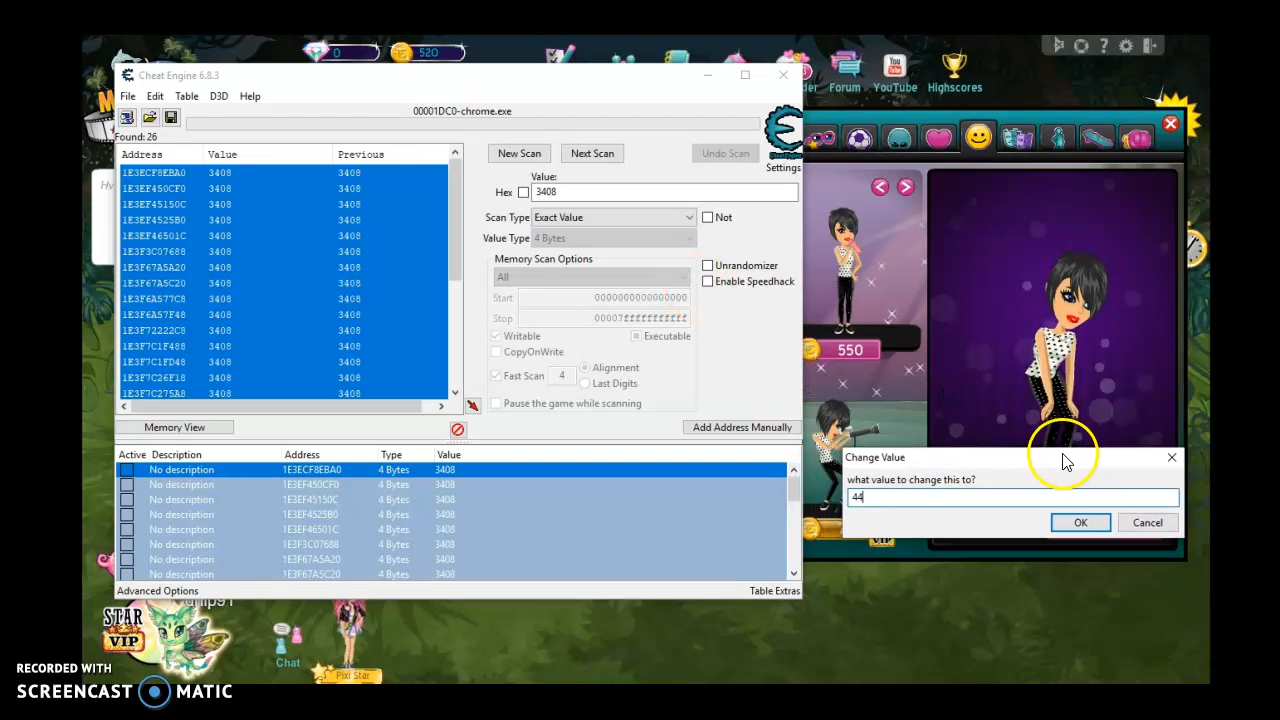 0
520
Forum
YouTube
Highscores
Cheat Engine 6.8.3
File Edit Table D3D Help
00001DC0-chrome.exe
Found: 26
Address Value Previous
1E3ECF8EBA0 3408 3408
1E3EF450CF0 3408 3408
1E3EF45150C 3408 3408
1E3EF4525B0 3408 3408
1E3EF46501C 3408 3408
1E3F3C07688 3408 3408
1E3F67A5A20 3408 3408
1E3F67A5C20 3408 3408
1E3F6A577C8 3408 3408
1E3F6A57F48 3408 3408
1E3F72222C8 3408 3408
1E3F7C1F488 3408 3408
1E3F7C1FD48 3408 3408
1E3F7C26F18 3408 3408
1E3F7C275A8 3408 3408
New Scan Next Scan Undo Scan
Settings
Value:
Hex 3408
Scan Type Exact Value Not
Value Type 4 Bytes
Memory Scan Options
All
Unrandomizer
Enable Speedhack
Start 0000000000000000
Stop 00007fffffffffff
Writable Executable
CopyOnWrite
Fast Scan 4 Alignment
Last Digits
Pause the game while scanning
Memory View Add Address Manually
Active Description Address Type Value
No description 1E3ECF8EBA0 4 Bytes 3408
No description 1E3EF450CF0 4 Bytes 3408
No description 1E3EF45150C 4 Bytes 3408
No description 1E3EF4525B0 4 Bytes 3408
No description 1E3EF46501C 4 Bytes 3408
No description 1E3F3C07688 4 Bytes 3408
No description 1E3F67A5A20 4 Bytes 3408
No description 1E3F67A5C20 4 Bytes 3408
Advanced Options Table Extras
550
Change Value
what value to change this to?
44
OK Cancel
VIP
STAR
VIP
Chat
Pixi Star
RECORDED WITH
SCREENCAST MATIC